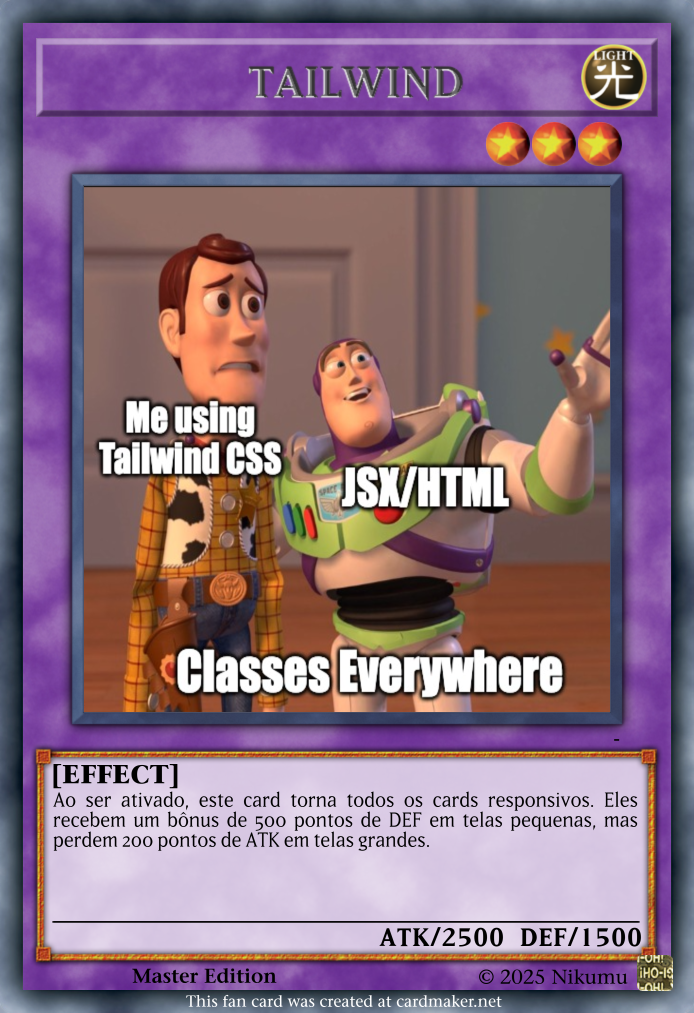 TAILWIND
LIGHT
光
Me using
Tailwind CSS
JSX/HTML
Classes Everywhere
-
[EFFECT]
Ao ser ativado, este card torna todos os cards responsivos. Eles
recebem um bônus de 500 pontos de DEF em telas pequenas, mas
perdem 200 pontos de ATK em telas grandes.
ATK/2500 DEF/1500
Master Edition
© 2025 Nikumu
This fan card was created at cardmaker.net